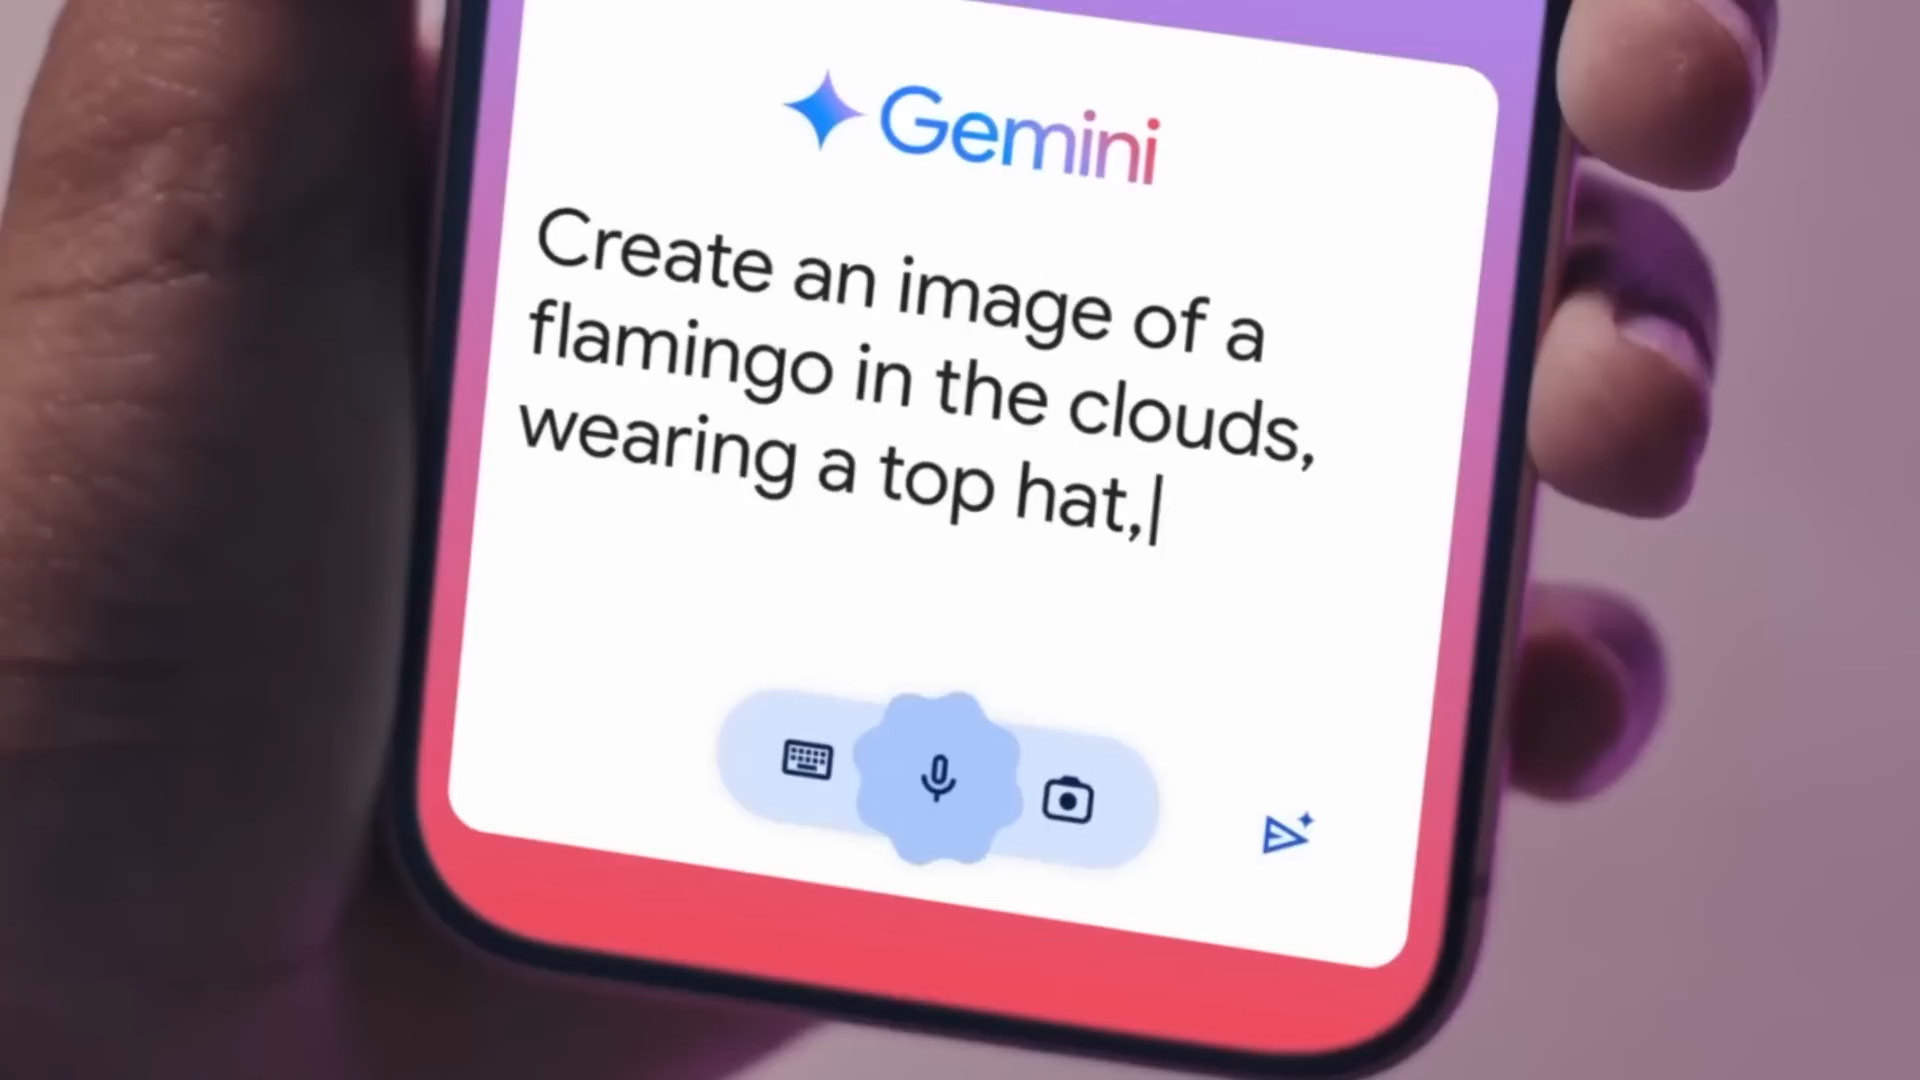 Gemini
Create an image of a
flamingo in the clouds,
wearing a top hat,